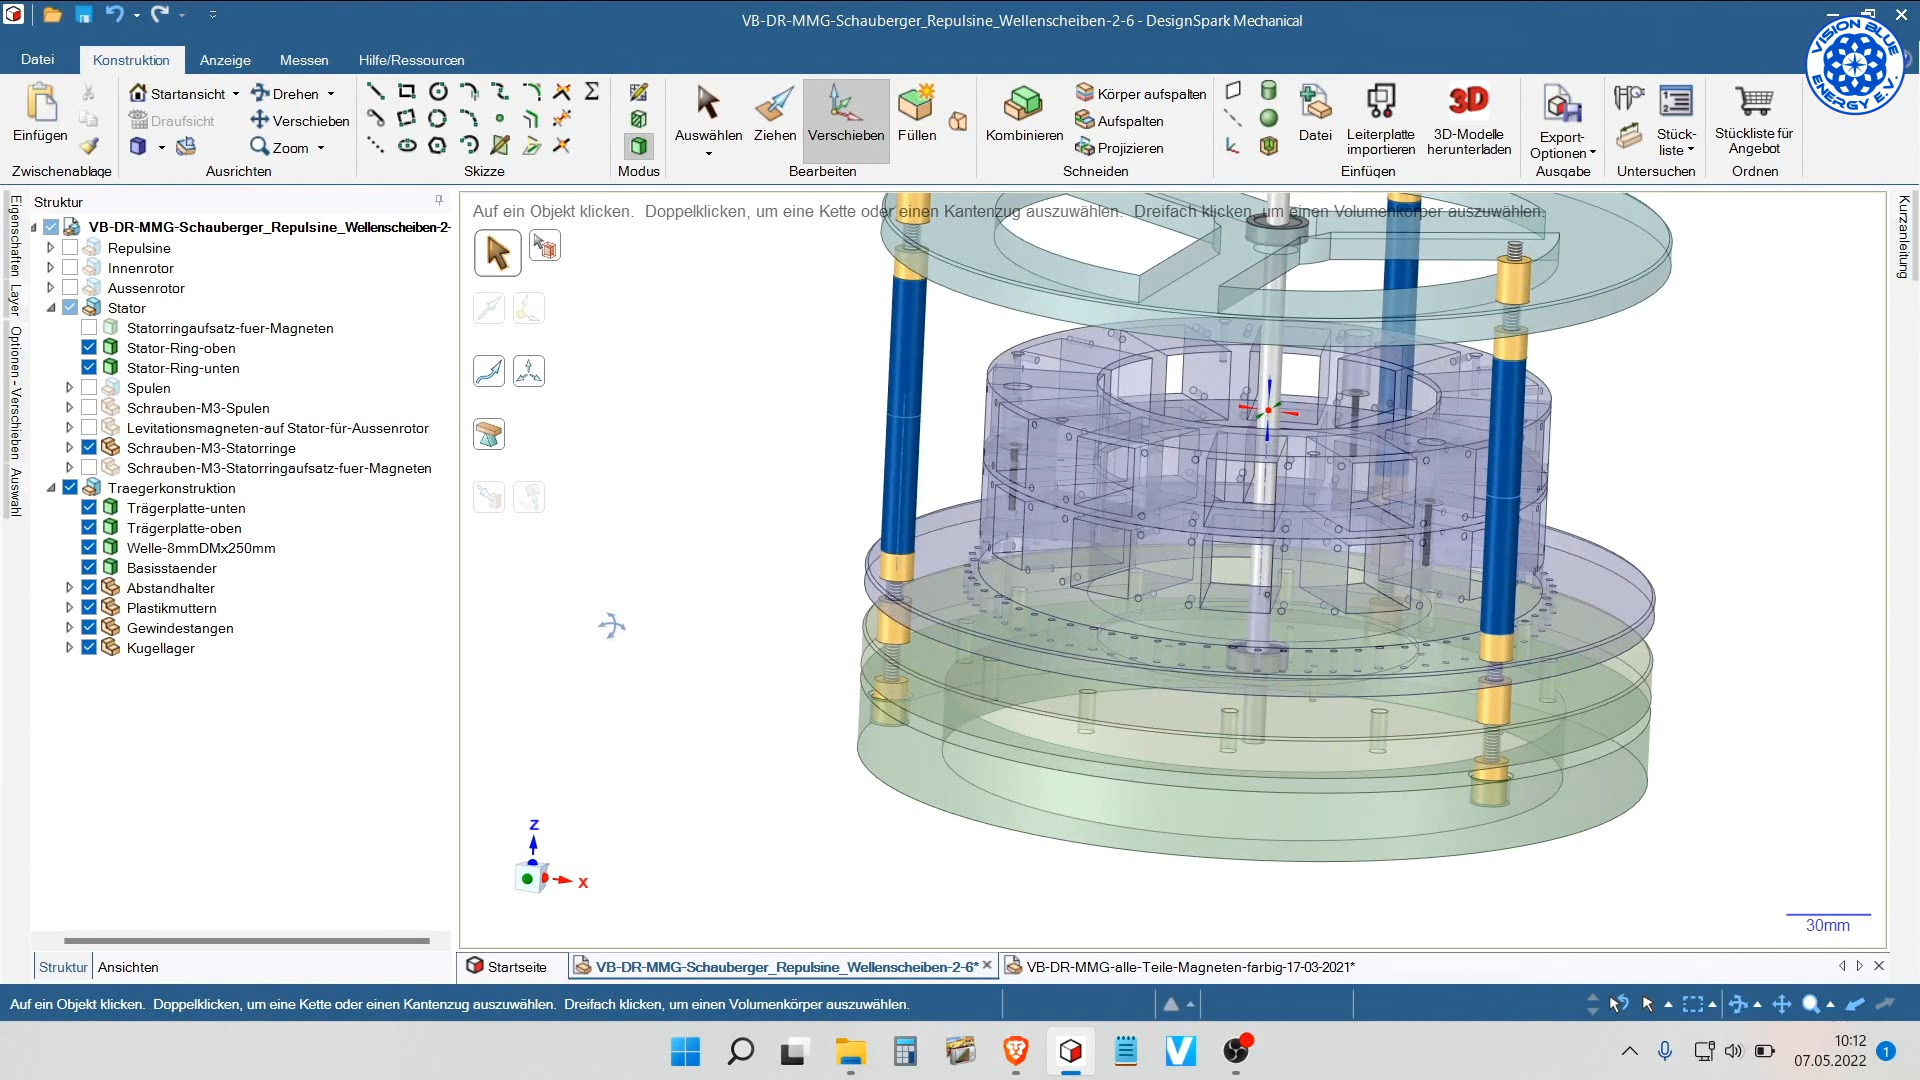 VB-DR-MMG-Schauberger_Repulsine_Wellenscheiben-2-6 - DesignSpark Mechanical
VISION BLUE ENERGY E.V.
Datei
Konstruktion
Anzeige
Messen
Hilfe/Ressourcen
Einfügen
Zwischenablage
Startansicht
Draufsicht
Drehen
Verschieben
Zoom
Ausrichten
Skizze
Modus
Auswählen
Ziehen
Verschieben
Füllen
Bearbeiten
Kombinieren
Körper aufspalten
Aufspalten
Projizieren
Schneiden
Datei
Leiterplatte
importieren
3D
3D-Modelle
herunterladen
Einfügen
Export-
Optionen
Ausgabe
Stück-
liste
Untersuchen
Stückliste für
Angebot
Ordnen
Eigenschaften
Layer
Optionen - Verschieben
Auswahl
Struktur
VB-DR-MMG-Schauberger_Repulsine_Wellenscheiben-2-
Repulsine
Innenrotor
Aussenrotor
Stator
Statorringaufsatz-fuer-Magneten
Stator-Ring-oben
Stator-Ring-unten
Spulen
Schrauben-M3-Spulen
Levitationsmagneten-auf Stator-für-Aussenrotor
Schrauben-M3-Statorringe
Schrauben-M3-Statorringaufsatz-fuer-Magneten
Traegerkonstruktion
Trägerplatte-unten
Trägerplatte-oben
Welle-8mmDMx250mm
Basisstaender
Abstandhalter
Plastikmuttern
Gewindestangen
Kugellager
Struktur
Ansichten
Auf ein Objekt klicken. Doppelklicken, um eine Kette oder einen Kantenzug auszuwählen. Dreifach klicken, um einen Volumenkörper auszuwählen.
Z
X
30mm
Kurzanleitung
Startseite
VB-DR-MMG-Schauberger_Repulsine_Wellenscheiben-2-6*
VB-DR-MMG-alle-Teile-Magneten-farbig-17-03-2021*
Auf ein Objekt klicken. Doppelklicken, um eine Kette oder einen Kantenzug auszuwählen. Dreifach klicken, um einen Volumenkörper auszuwählen.
10:12
07.05.2022
1